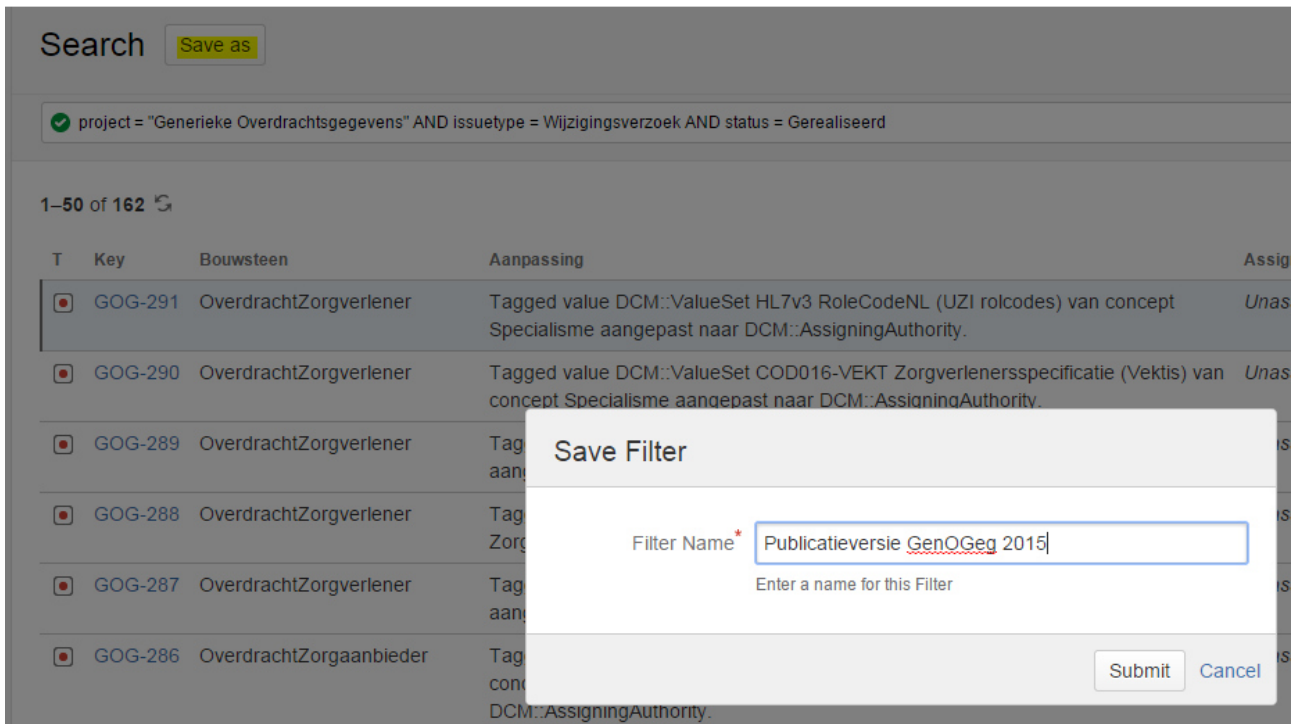 Search Save as
project = "Generieke Overdrachtsgegevens" AND issuetype = Wijzigingsverzoek AND status = Gerealiseerd
1–50 of 162
T Key Bouwsteen Aanpassing Assig
GOG-291 OverdrachtZorgverlener Tagged value DCM::ValueSet HL7v3 RoleCodeNL (UZI rolcodes) van concept Unas
Specialisme aangepast naar DCM::AssigningAuthority.
GOG-290 OverdrachtZorgverlener Tagged value DCM::ValueSet COD016-VEKT Zorgverlenersspecificatie (Vektis) van Unas
concept Specialisme aangepast naar DCM::AssigningAuthority.
GOG-289 OverdrachtZorgverlener Tag
aang
GOG-288 OverdrachtZorgverlener Tag
Zorg
GOG-287 OverdrachtZorgverlener Tag
aang
GOG-286 OverdrachtZorgaanbieder Tag
conc
DCM::AssigningAuthority.
Save Filter
Filter Name* Publicatieversie GenOGeg 2015
Enter a name for this Filter
Submit Cancel